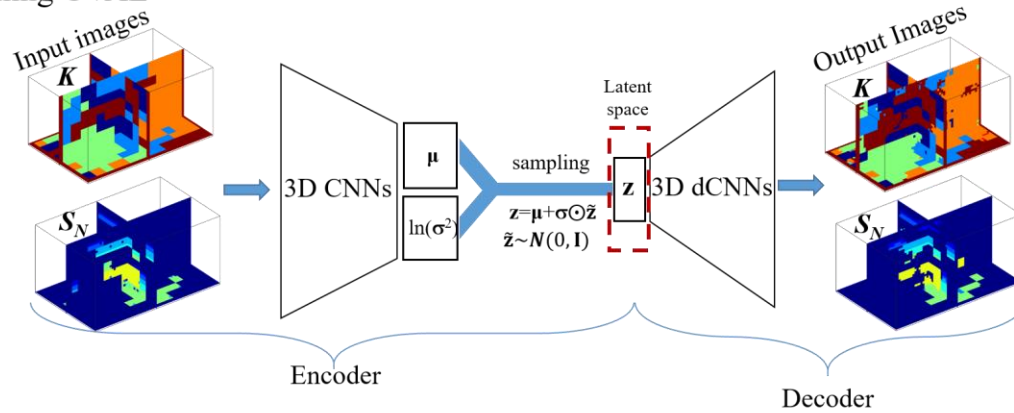 Input images
K
S_N
3D CNNs
μ
ln(σ²)
sampling
z=μ+σ⊙z̃
z̃~N(0, I)
Latent
space
z
3D dCNNs
Output Images
K
S_N
Encoder
Decoder